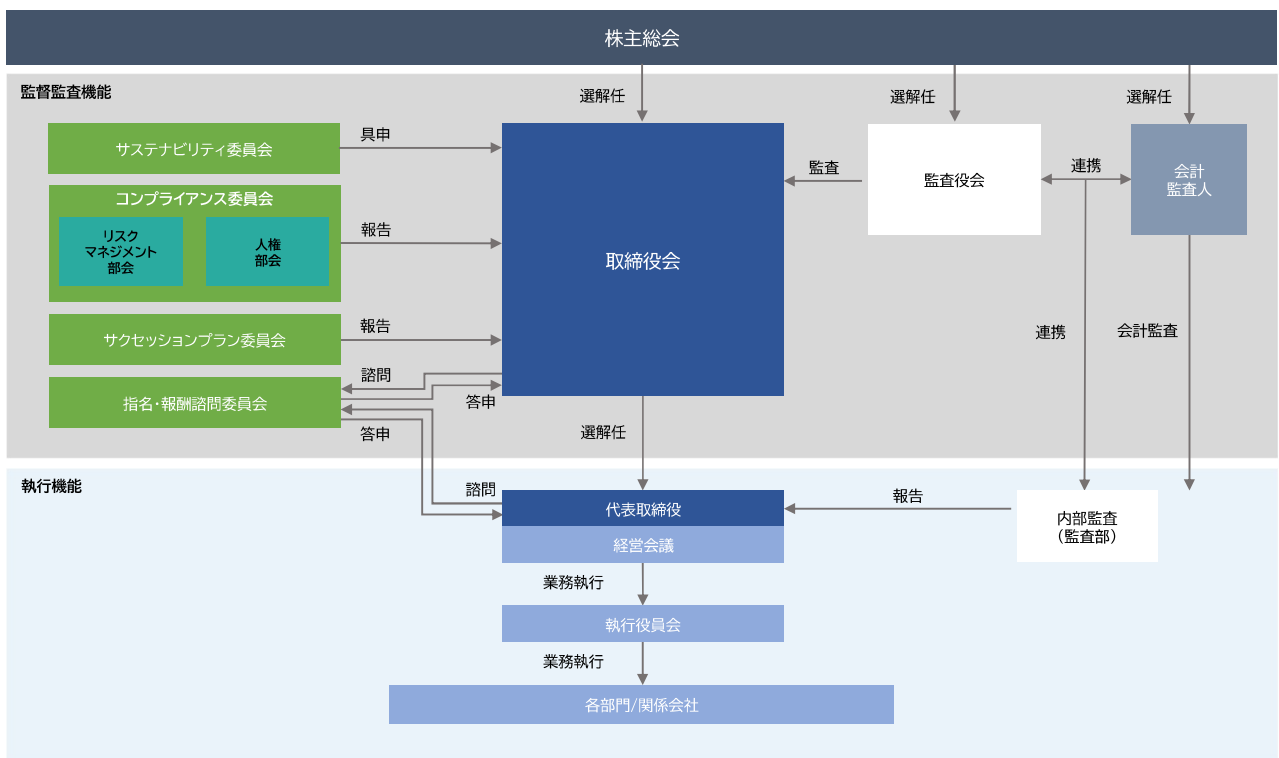 株主総会
監督監査機能
選解任
選解任
選解任
サステナビリティ委員会
具申
コンプライアンス委員会
リスク
マネジメント
部会
人権
部会
報告
サクセッションプラン委員会
報告
指名・報酬諮問委員会
諮問
答申
答申
取締役会
監査
監査役会
連携
会計
監査人
選解任
連携
会計監査
執行機能
諮問
代表取締役
経営会議
報告
内部監査
（監査部）
業務執行
執行役員会
業務執行
各部門/関係会社